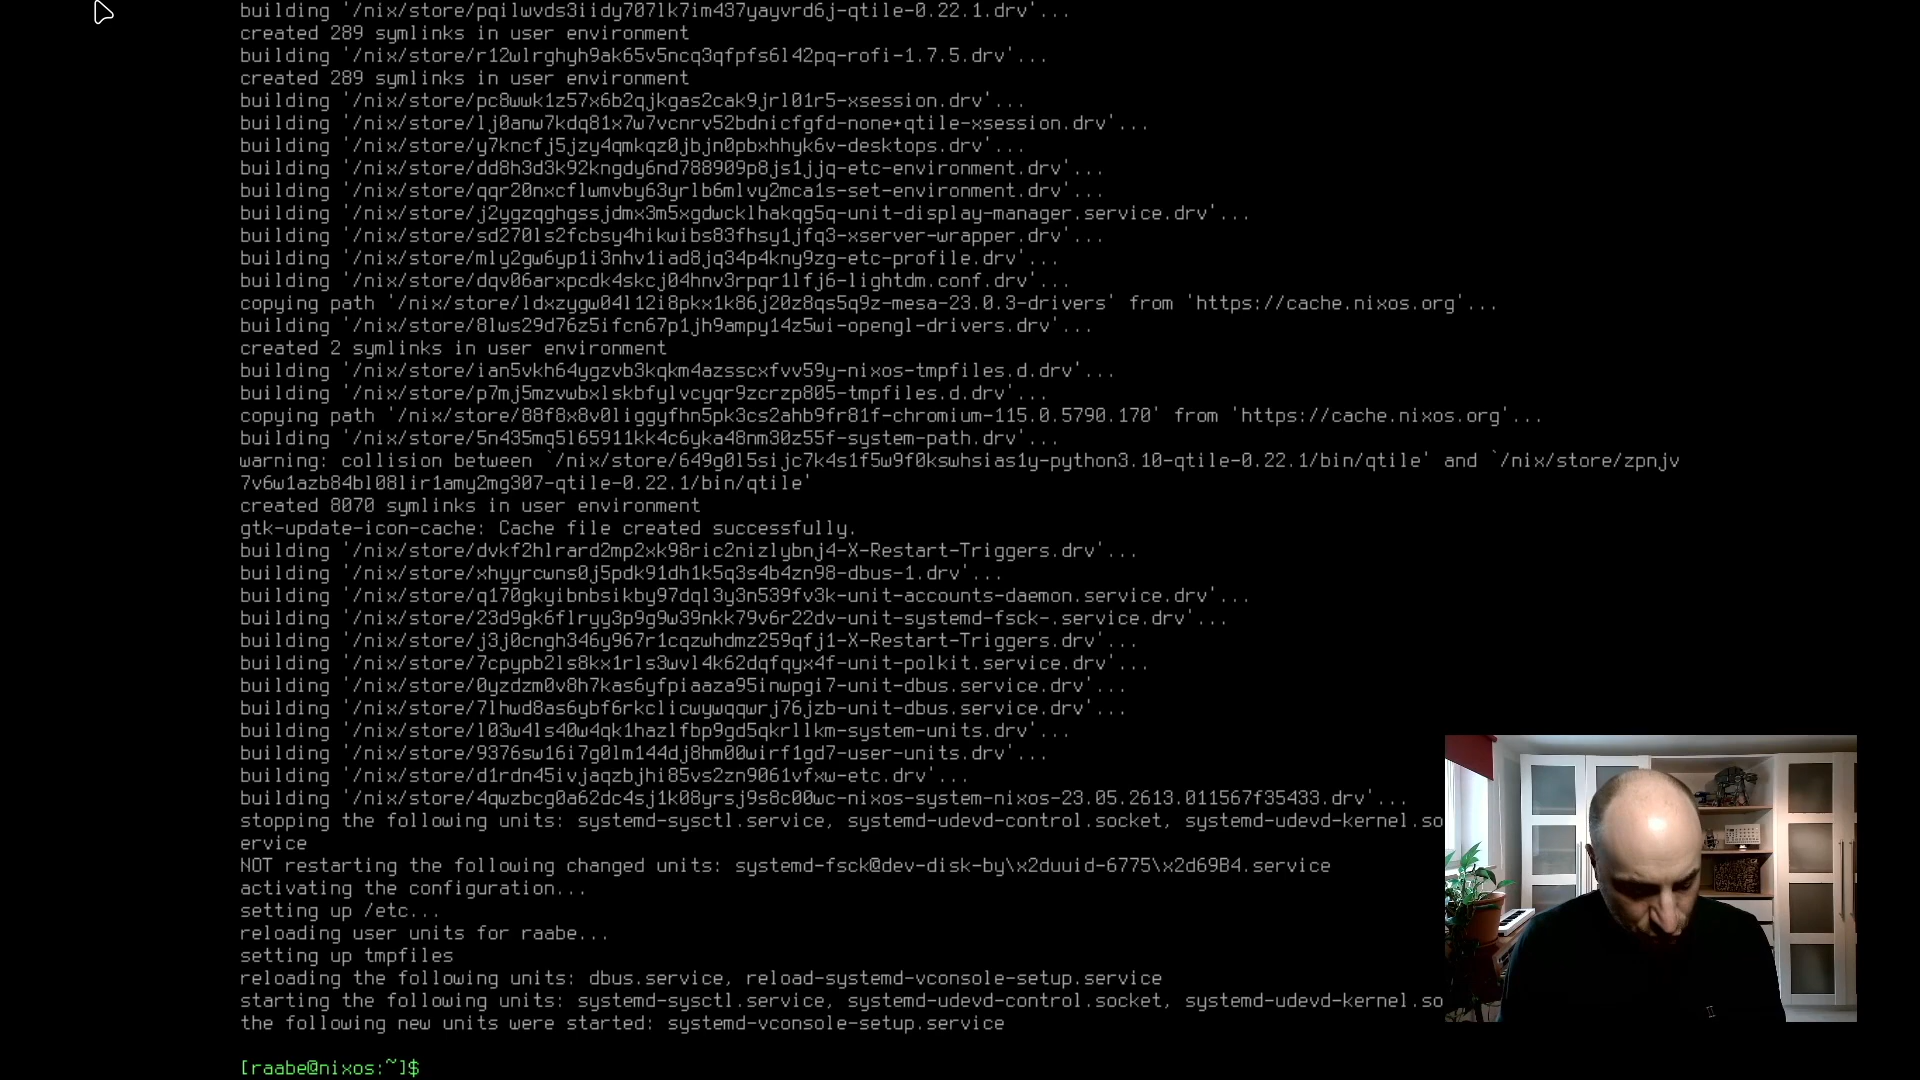 building '/nix/store/pqilwvds3iidy707lk7im437yayvrd6j-qtile-0.22.1.drv'...
created 289 symlinks in user environment
building '/nix/store/r12wlrghyh9ak65v5ncq3qfpfs6l42pq-rofi-1.7.5.drv'...
created 289 symlinks in user environment
building '/nix/store/pc8wwk1z57x6b2qjkgas2cak9jrl01r5-xsession.drv'...
building '/nix/store/lj0anw7kdq81x7w7vcnrv52bdnicfgfd-none+qtile-xsession.drv'...
building '/nix/store/y7kncfj5jzy4qmkqz0jbjn0pbxhhyk6v-desktops.drv'...
building '/nix/store/dd8h3d3k92kngdy6nd788909p8js1jjq-etc-environment.drv'...
building '/nix/store/qqr20nxcflwmvby63yrlb6mlvy2mca1s-set-environment.drv'...
building '/nix/store/j2ygzqghgssjdmx3m5xgdwcklhakqg5q-unit-display-manager.service.drv'...
building '/nix/store/sd270ls2fcbsy4hikwibs83fhsy1jfq3-xserver-wrapper.drv'...
building '/nix/store/mly2gw6yp1i3nhv1iad8jq34p4kny9zg-etc-profile.drv'...
building '/nix/store/dqv06arxpcdk4skcj04hnv3rpqr1lfj6-lightdm.conf.drv'...
copying path '/nix/store/ldxzygw04l12i8pkx1k86j20z8qs5q9z-mesa-23.0.3-drivers' from 'https://cache.nixos.org'...
building '/nix/store/8lws29d76z5ifcn67p1jh9ampy14z5wi-opengl-drivers.drv'...
created 2 symlinks in user environment
building '/nix/store/ian5vkh64ygzvb3kqkm4azsscxfvv59y-nixos-tmpfiles.d.drv'...
building '/nix/store/p7mj5mzvwbxlskbfylvcyqr9zcrzp805-tmpfiles.d.drv'...
copying path '/nix/store/88f8x8v0liggyfhn5pk3cs2ahb9fr81f-chromium-115.0.5790.170' from 'https://cache.nixos.org'...
building '/nix/store/5n435mq5l65911kk4c6yka48nm30z55f-system-path.drv'...
warning: collision between `/nix/store/649g0l5sijc7k4s1f5w9f0kswhsias1y-python3.10-qtile-0.22.1/bin/qtile' and `/nix/store/zpnjv
7v6w1azb84bl08lir1amy2mg307-qtile-0.22.1/bin/qtile'
created 8070 symlinks in user environment
gtk-update-icon-cache: Cache file created successfully.
building '/nix/store/dvkf2hlrard2mp2xk98ric2nizlybnj4-X-Restart-Triggers.drv'...
building '/nix/store/xhyyrcwns0j5pdk91dh1k5q3s4b4zn98-dbus-1.drv'...
building '/nix/store/q170gkyibnbsikby97dql3y3n539fv3k-unit-accounts-daemon.service.drv'...
building '/nix/store/23d9gk6flryy3p9g9w39nkk79v6r22dv-unit-systemd-fsck-.service.drv'...
building '/nix/store/j3j0cngh346y967r1cqzwhdmz259qfj1-X-Restart-Triggers.drv'...
building '/nix/store/7cpypb2ls8kx1rls3wvl4k62dqfqyx4f-unit-polkit.service.drv'...
building '/nix/store/0yzdzm0v8h7kas6yfpiaaza95inwpgi7-unit-dbus.service.drv'...
building '/nix/store/7lhwd8as6ybf6rkclicwywqqwrj76jzb-unit-dbus.service.drv'...
building '/nix/store/l03w4ls40w4qk1hazlfbp9gd5qkrllkm-system-units.drv'...
building '/nix/store/9376sw16i7g0lm144dj8hm00wirf1gd7-user-units.drv'...
building '/nix/store/d1rdn45ivjaqzbjhi85vs2zn9061vfxw-etc.drv'...
building '/nix/store/4qwzbcg0a62dc4sj1k08yrsj9s8c00wc-nixos-system-nixos-23.05.2613.011567f35433.drv'...
stopping the following units: systemd-sysctl.service, systemd-udevd-control.socket, systemd-udevd-kernel.so
ervice
NOT restarting the following changed units: systemd-fsck@dev-disk-by\x2duuid-6775\x2d69B4.service
activating the configuration...
setting up /etc...
reloading user units for raabe...
setting up tmpfiles
reloading the following units: dbus.service, reload-systemd-vconsole-setup.service
starting the following units: systemd-sysctl.service, systemd-udevd-control.socket, systemd-udevd-kernel.so
the following new units were started: systemd-vconsole-setup.service
[raabe@nixos:~]$